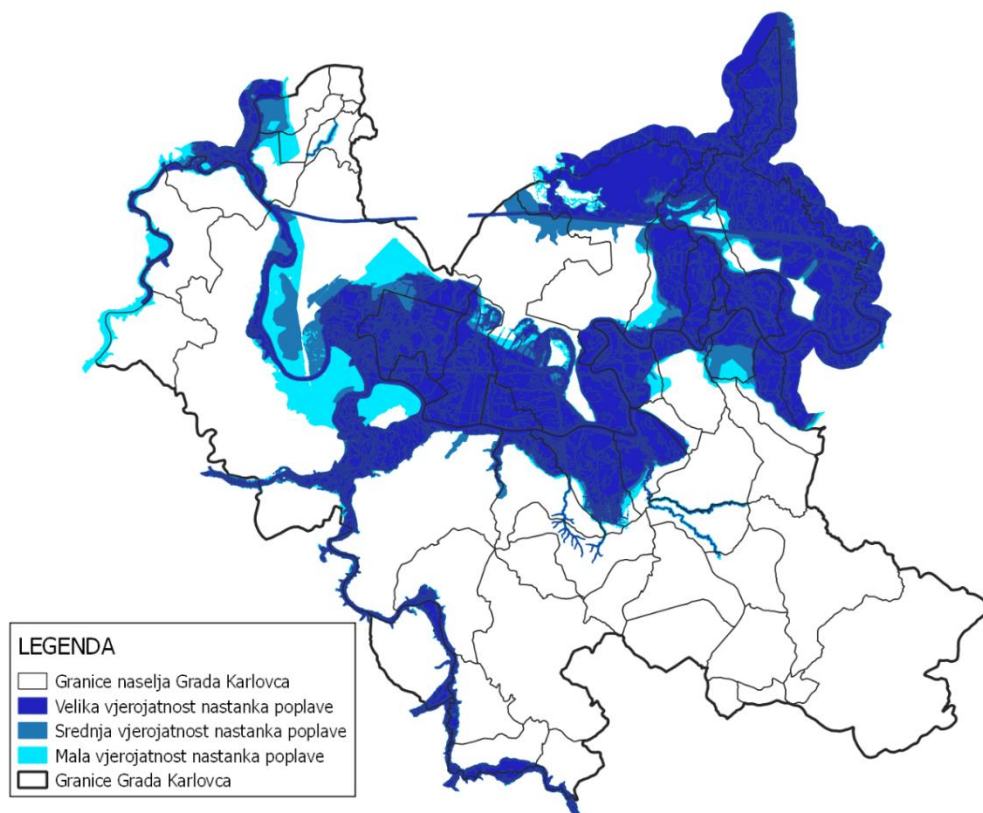 LEGENDA
Granice naselja Grada Karlovca
Velika vjerojatnost nastanka poplave
Srednja vjerojatnost nastanka poplave
Mala vjerojatnost nastanka poplave
Granice Grada Karlovca